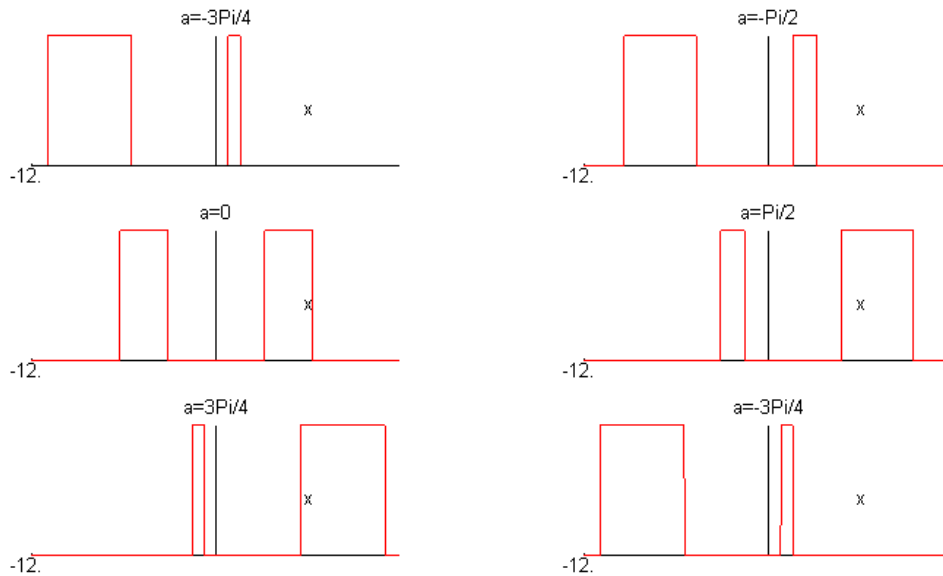 a=-3Pi/4
x
-12.
a=-Pi/2
x
-12.
a=0
x
-12.
a=Pi/2
x
-12.
a=3Pi/4
x
-12.
a=-3Pi/4
x
-12.